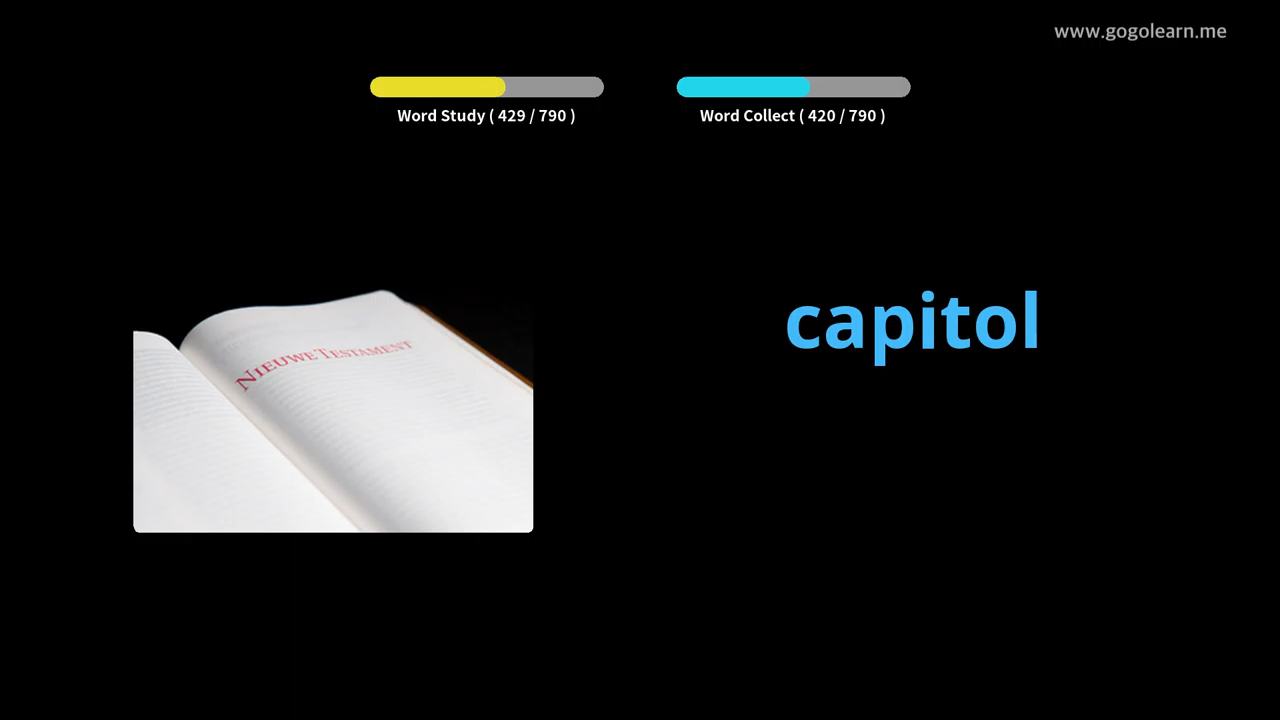 www.gogolearn.me
Word Study ( 429 / 790 )
Word Collect ( 420 / 790 )
capitol
NIEUWE TESTAMENT